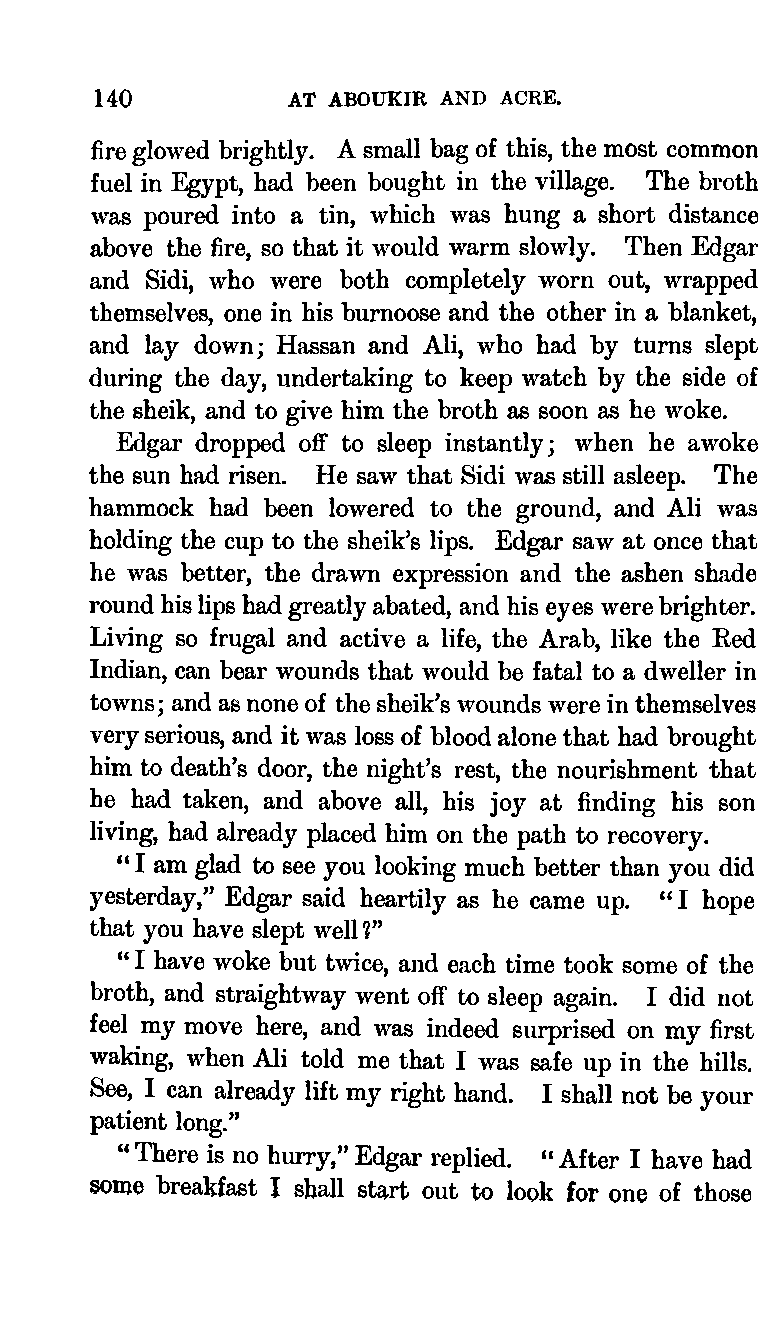 140 AT ABOUKIR AND ACRE.
fire glowed brightly. A small bag of this, the most common
fuel in Egypt, had been bought in the village. The broth
was poured into a tin, which was hung a short distance
above the fire, so that it would warm slowly. Then Edgar
and Sidi, who were both completely worn out, wrapped
themselves, one in his burnoose and the other in a blanket,
and lay down; Hassan and Ali, who had by turns slept
during the day, undertaking to keep watch by the side of
the sheik, and to give him the broth as soon as he woke.
Edgar dropped off to sleep instantly; when he awoke
the sun had risen. He saw that Sidi was still asleep. The
hammock had been lowered to the ground, and Ali was
holding the cup to the sheik's lips. Edgar saw at once that
he was better, the drawn expression and the ashen shade
round his lips had greatly abated, and his eyes were brighter.
Living so frugal and active a life, the Arab, like the Red
Indian, can bear wounds that would be fatal to a dweller in
towns; and as none of the sheik's wounds were in themselves
very serious, and it was loss of blood alone that had brought
him to death's door, the night's rest, the nourishment that
he had taken, and above all, his joy at finding his son
living, had already placed him on the path to recovery.
"I am glad to see you looking much better than you did
yesterday," Edgar said heartily as he came up. "I hope
that you have slept well?"
"I have woke but twice, and each time took some of the
broth, and straightway went off to sleep again. I did not
feel my move here, and was indeed surprised on my first
waking, when Ali told me that I was safe up in the hills.
See, I can already lift my right hand. I shall not be your
patient long."
"There is no hurry," Edgar replied. "After I have had
some breakfast I shall start out to look for one of those